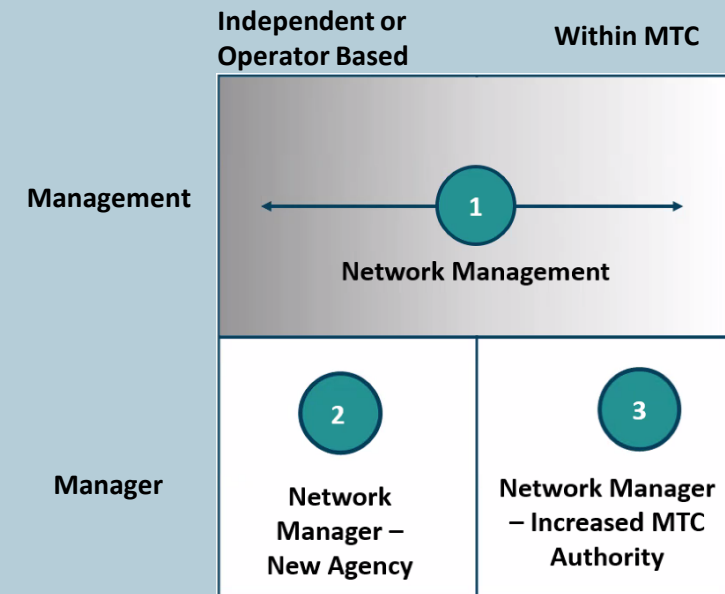 Independent or
Operator Based
Within MTC
Management
1
Network Management
2
3
Manager
Network
Manager –
New Agency
Network Manager
– Increased MTC
Authority